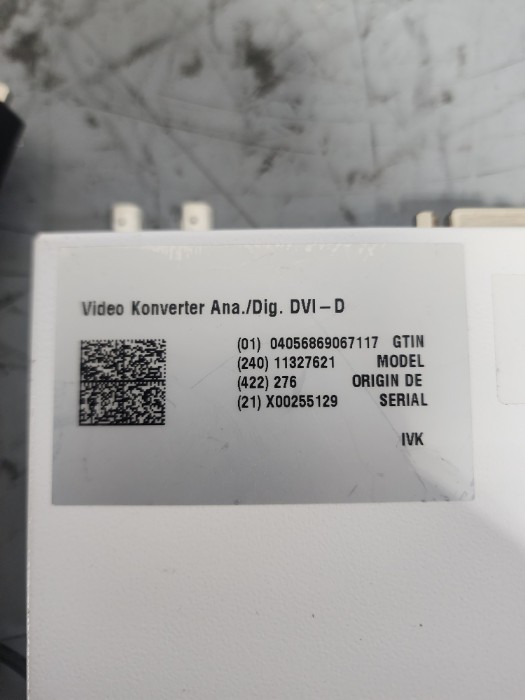 Video Konverter Ana./Dig. DVI – D
(01) 04056869067117 GTIN
(240) 11327621 MODEL
(422) 276 ORIGIN DE
(21) X00255129 SERIAL
IVK